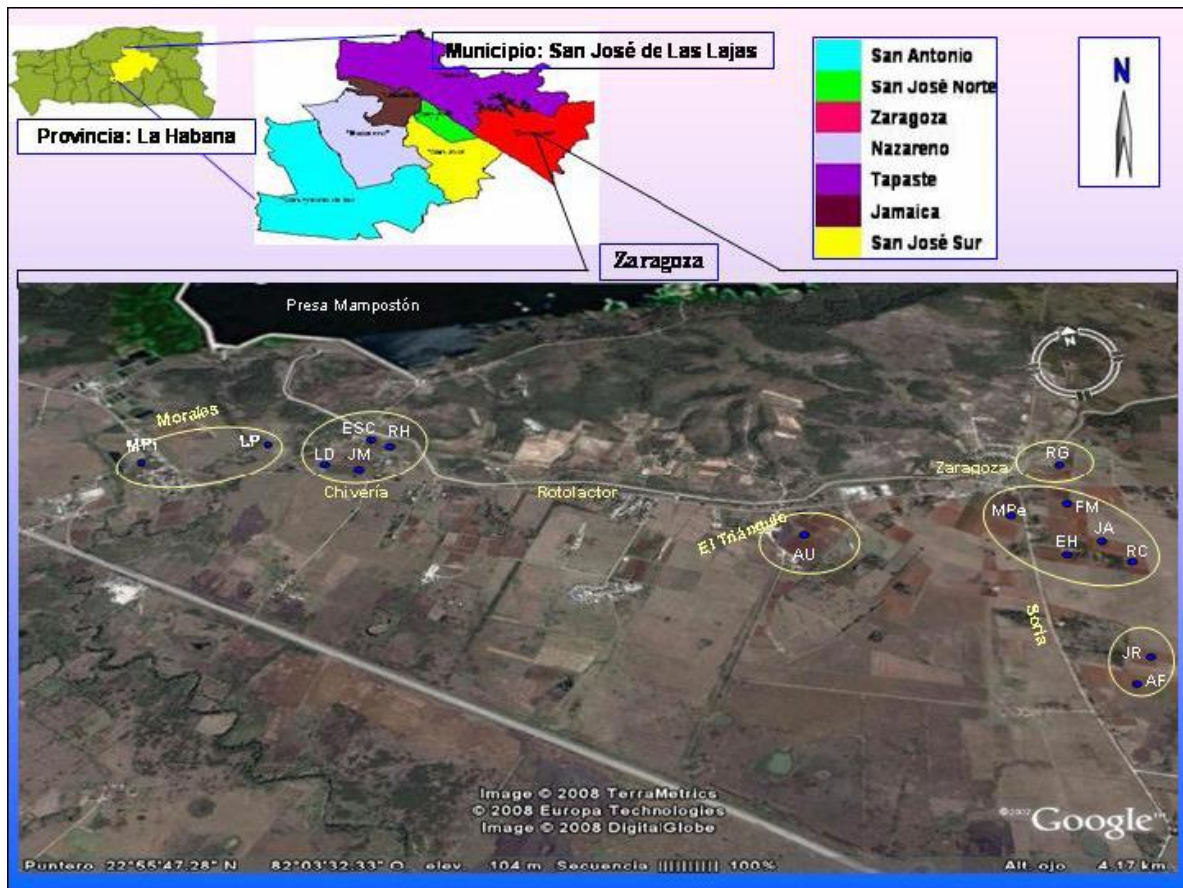 Municipio: San José de Las Lajas
Provincia: La Habana
San Antonio
San José Norte
Zaragoza
Nazareno
Tapaste
Jamaica
San José Sur
N
Zaragoza
Presa Mampostón
N
Morales
MPi
LP
ESC
RH
LD
JM
Chivería
Rotolactor
El Triángulo
AU
Zaragoza
RG
MPe
FM
JA
EH
RC
Soria
JR
AF
Image © 2008 TerraMetrics
© 2008 Europa Technologies
Image © 2008 DigitalGlobe
©2007 Google™
Puntero 22°55'47.28" N 82°03'32.33" O elev. 104 m Secuencia |||||||||| 100% Alt. ojo 4.17 km